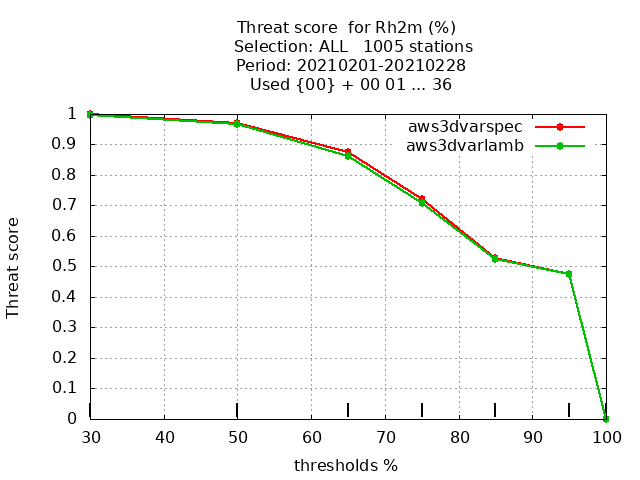 Threat score  for Rh2m (%)
Selection: ALL   1005 stations
Period: 20210201-20210228
Used {00} + 00 01 ... 36
aws3dvarspec
aws3dvarlamb
Threat score
1
0.9
0.8
0.7
0.6
0.5
0.4
0.3
0.2
0.1
0
30 40 50 60 70 80 90 100
thresholds %